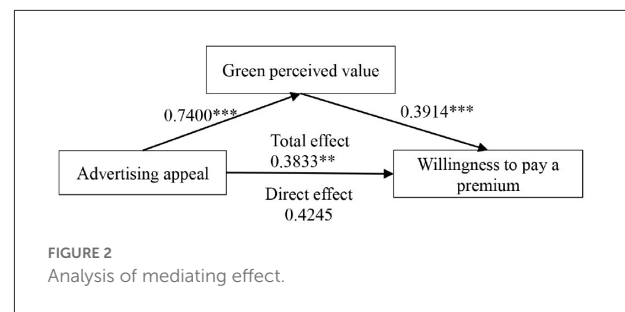 Green perceived value
0.7400***
0.3914***
Total effect
0.3833**
Advertising appeal
Willingness to pay a
premium
Direct effect
0.4245
FIGURE 2
Analysis of mediating effect.